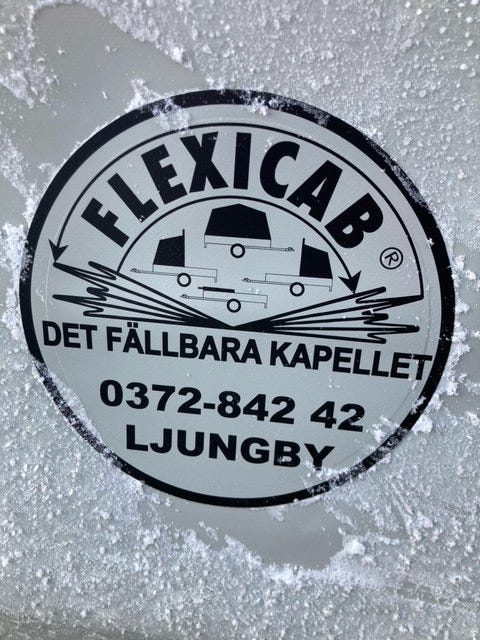 FLEXICAB®
DET FÄLLBARA KAPELLET
0372-842 42
LJUNGBY